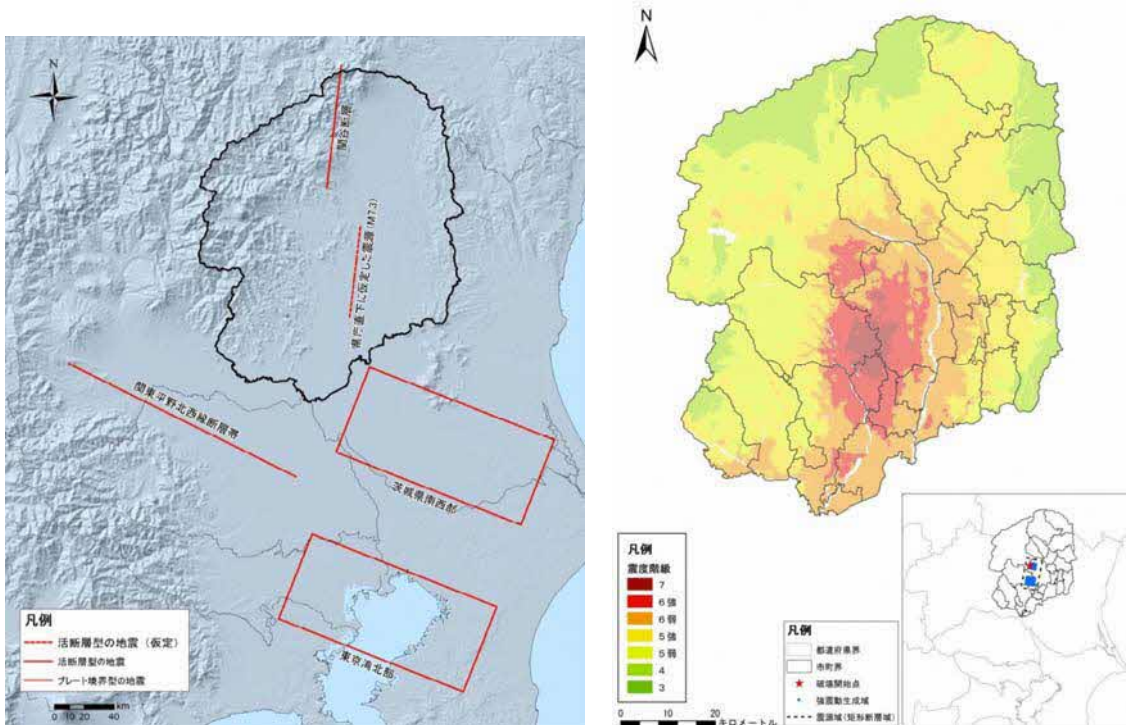 N
関谷断層
県庁直下に仮定した震源(M7.3)
関東平野北西縁断層帯
茨城県南西部
東京湾北部
凡例
活断層型の地震（仮定）
活断層型の地震
プレート境界型の地震
km
0 10 20 30 40
N
凡例
震度階級
7
6強
6弱
5強
5弱
4
3
0 5 10 20
キロメートル
凡例
都道府県界
市町界
破壊開始点
強震動生成域
震源域(矩形断層域)